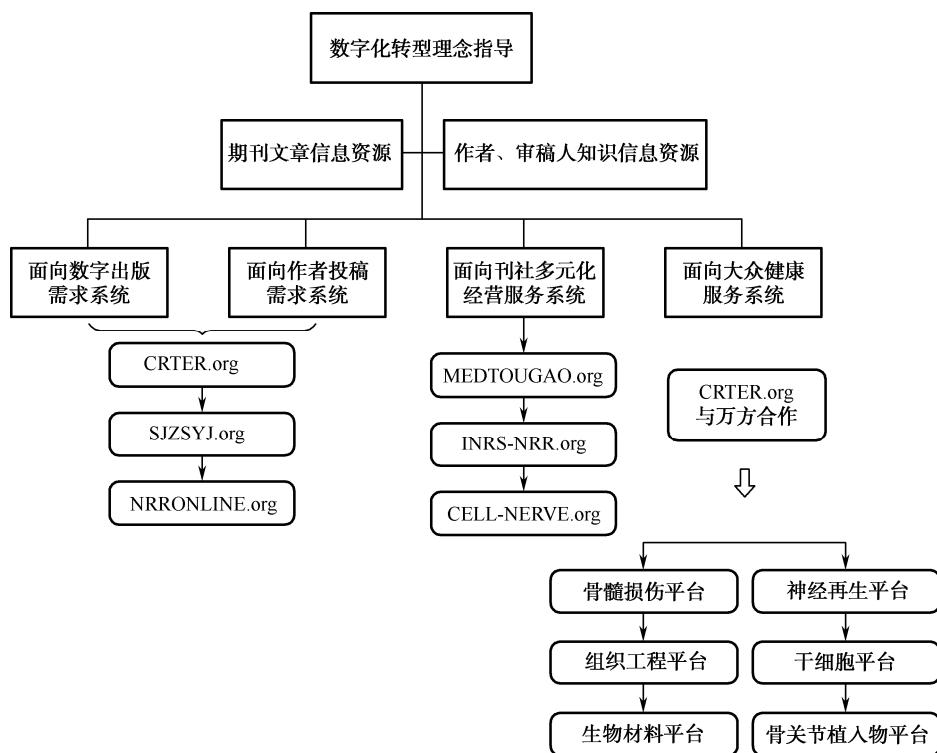 数字化转型理念指导
期刊文章信息资源
作者、审稿人知识信息资源
面向数字出版
需求系统
面向作者投稿
需求系统
面向刊社多元化
经营服务系统
面向大众健康
服务系统
CRTER.org
SJZSYJ.org
NRRONLINE.org
MEDTOUGAO.org
INRS-NRR.org
CELL-NERVE.org
CRTER.org
与万方合作
骨髓损伤平台
神经再生平台
组织工程平台
干细胞平台
生物材料平台
骨关节植入物平台